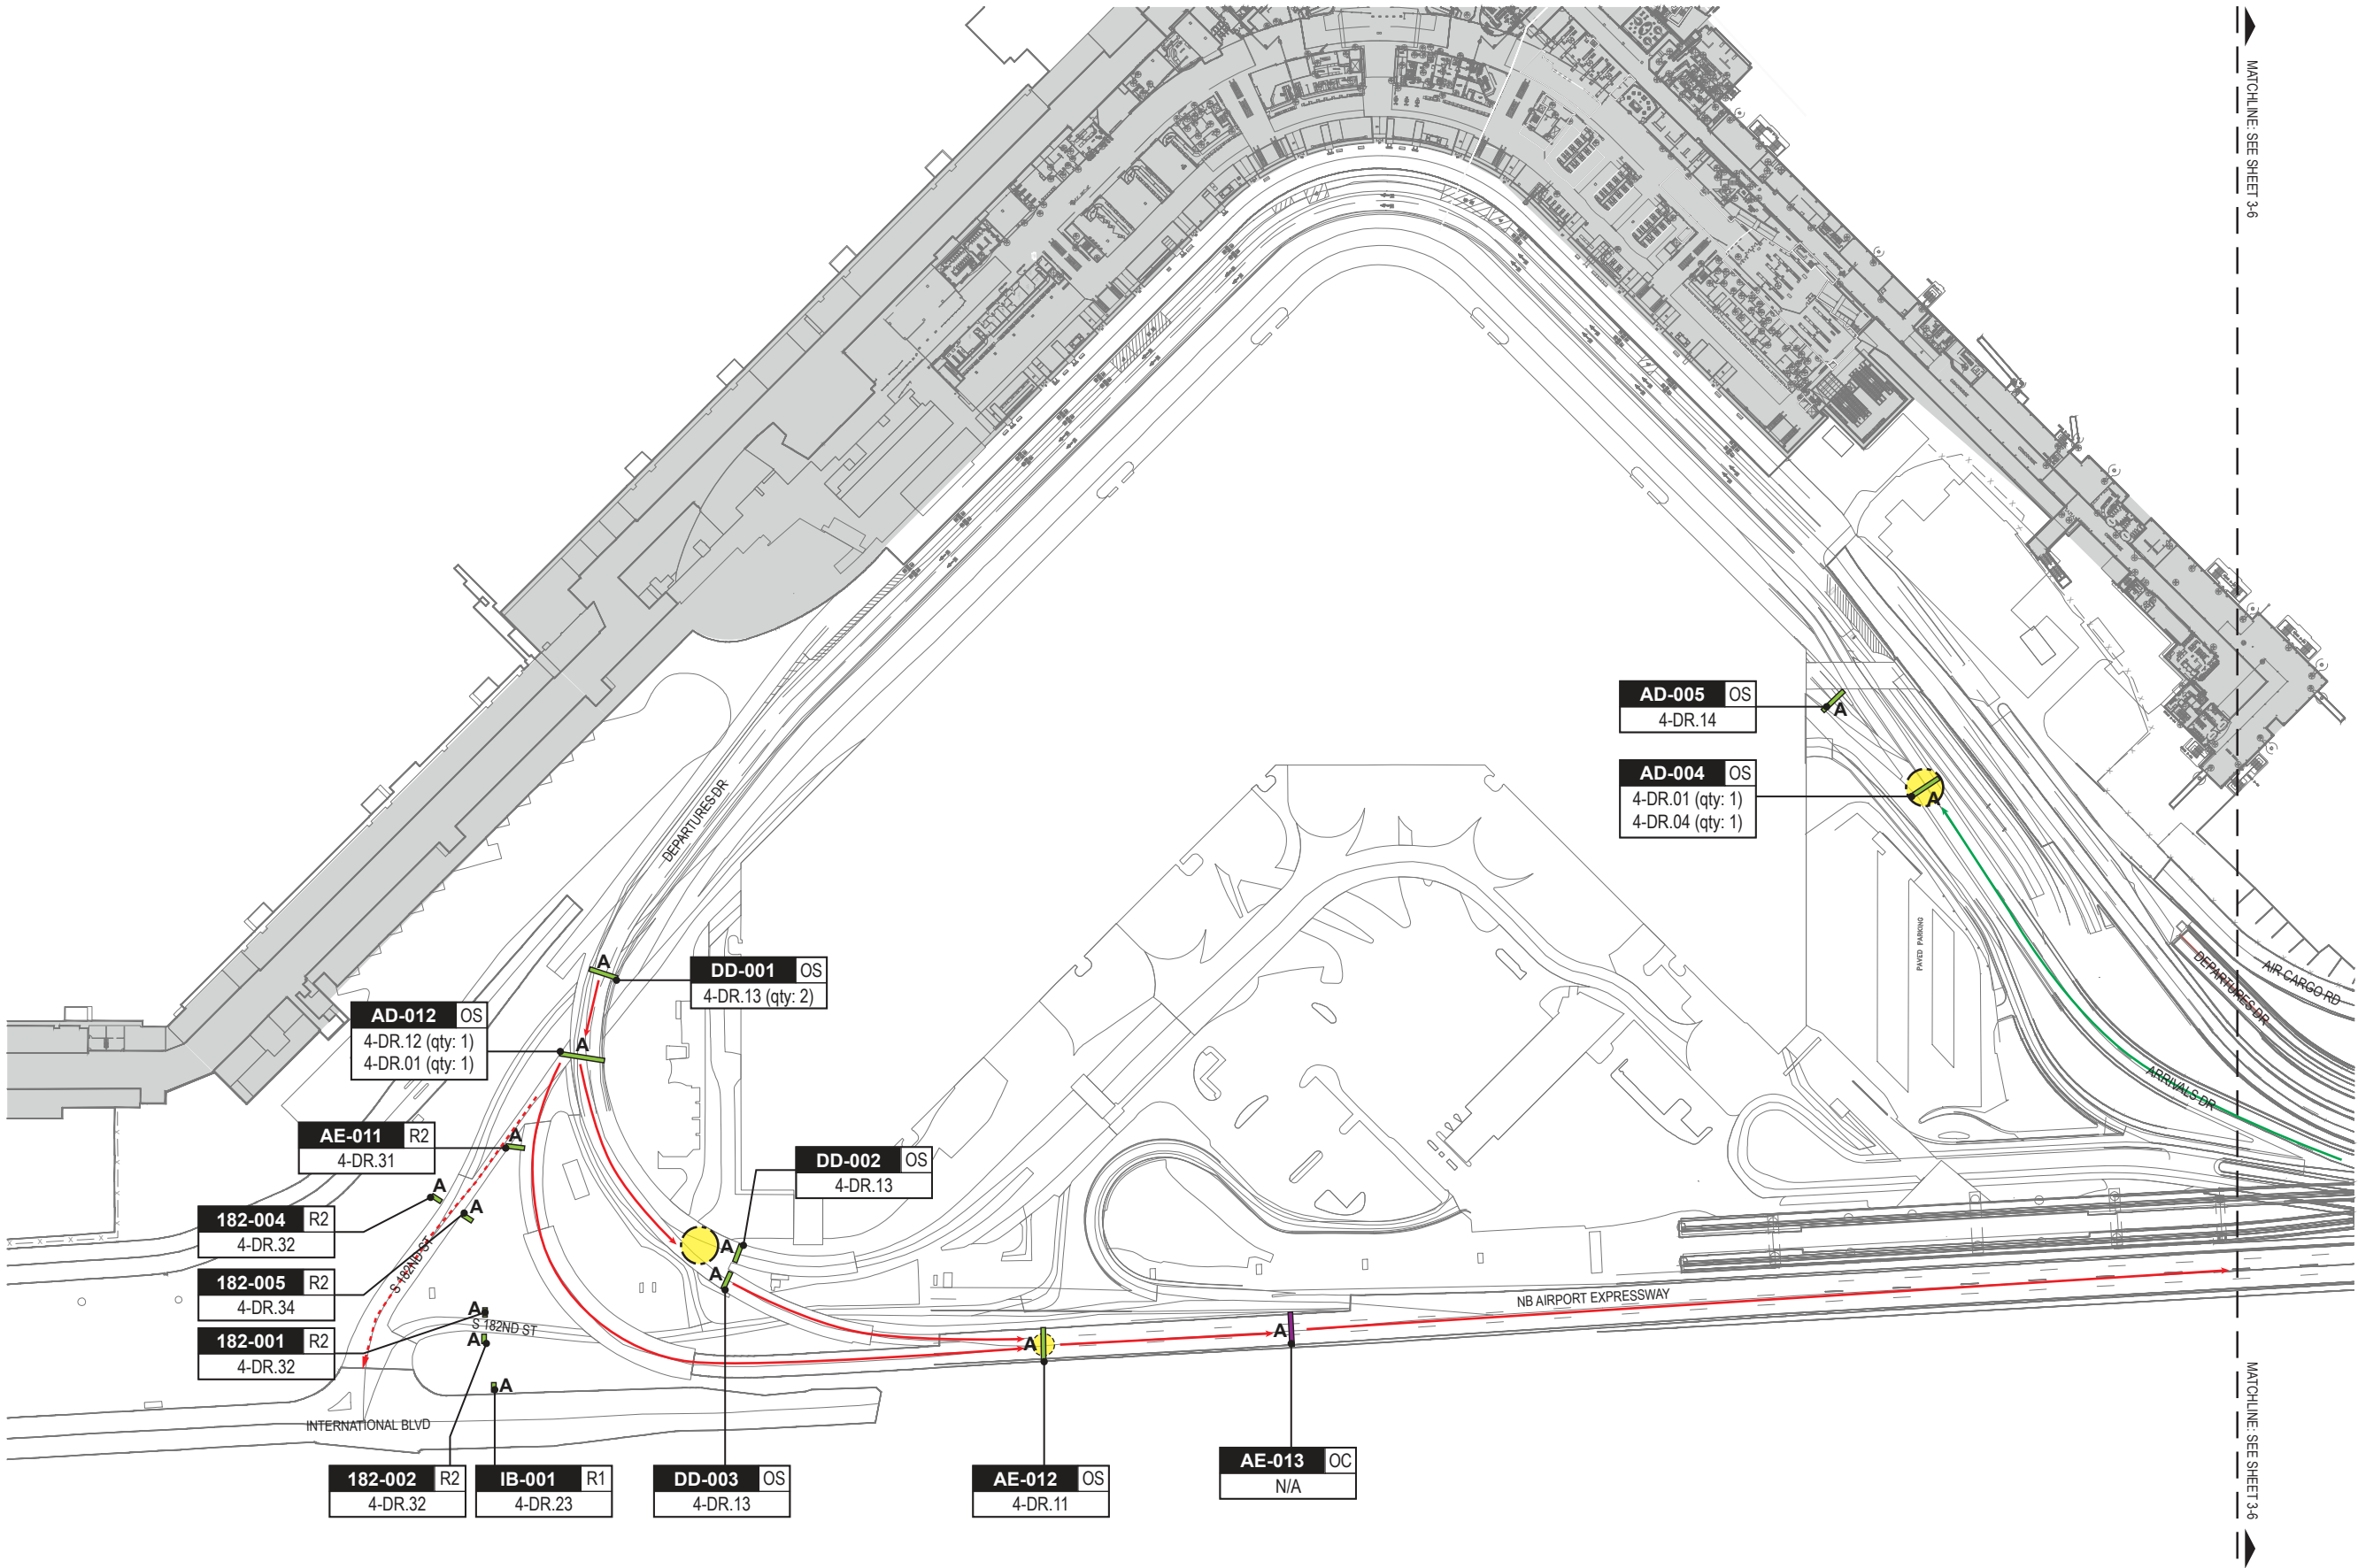 MATCHLINE: SEE SHEET 3-6
AD-005 OS
4-DR.14
AD-004 OS
4-DR.01 (qty: 1)
4-DR.04 (qty: 1)
A
A
DEPARTURES DR
PAVED PARKING
A
DD-001 OS
4-DR.13 (qty: 2)
DEPARTURES DR
AIR CARGO RD
AD-012 OS
4-DR.12 (qty: 1)
4-DR.01 (qty: 1)
A
ARRIVALS DR
AE-011 R2
4-DR.31
A
DD-002 OS
4-DR.13
A
182-004 R2
4-DR.32
A
S 182ND ST
A
A
182-005 R2
4-DR.34
NB AIRPORT EXPRESSWAY
A
S 182ND ST
182-001 R2
4-DR.32
A
A
A
A
INTERNATIONAL BLVD
MATCHLINE: SEE SHEET 3-6
182-002 R2
4-DR.32
IB-001 R1
4-DR.23
DD-003 OS
4-DR.13
AE-012 OS
4-DR.11
AE-013 OC
N/A